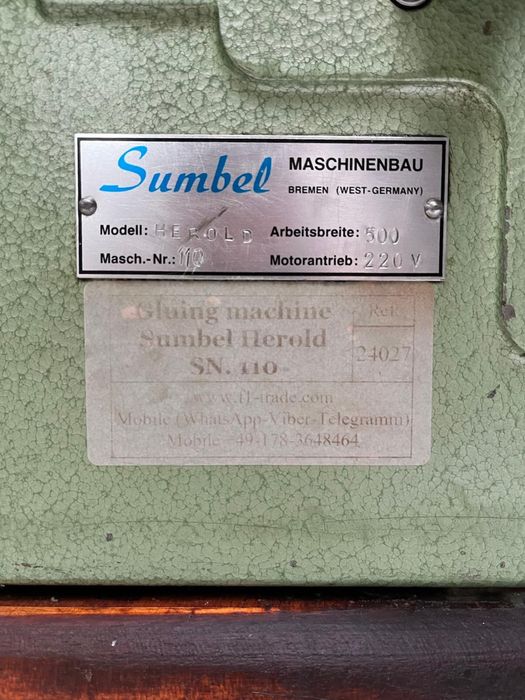 Sumbel MASCHINENBAU
BREMEN (WEST-GERMANY)
Modell: HEROLD Arbeitsbreite: 500
Masch.-Nr.: 110 Motorantrieb: 220 V
Gluing machine Ref.
Sumbel Herold 24027
SN. 110
www.f1-trade.com
Mobile (WhatsApp-Viber-Telegramm)
Mobile +49-178-3648464